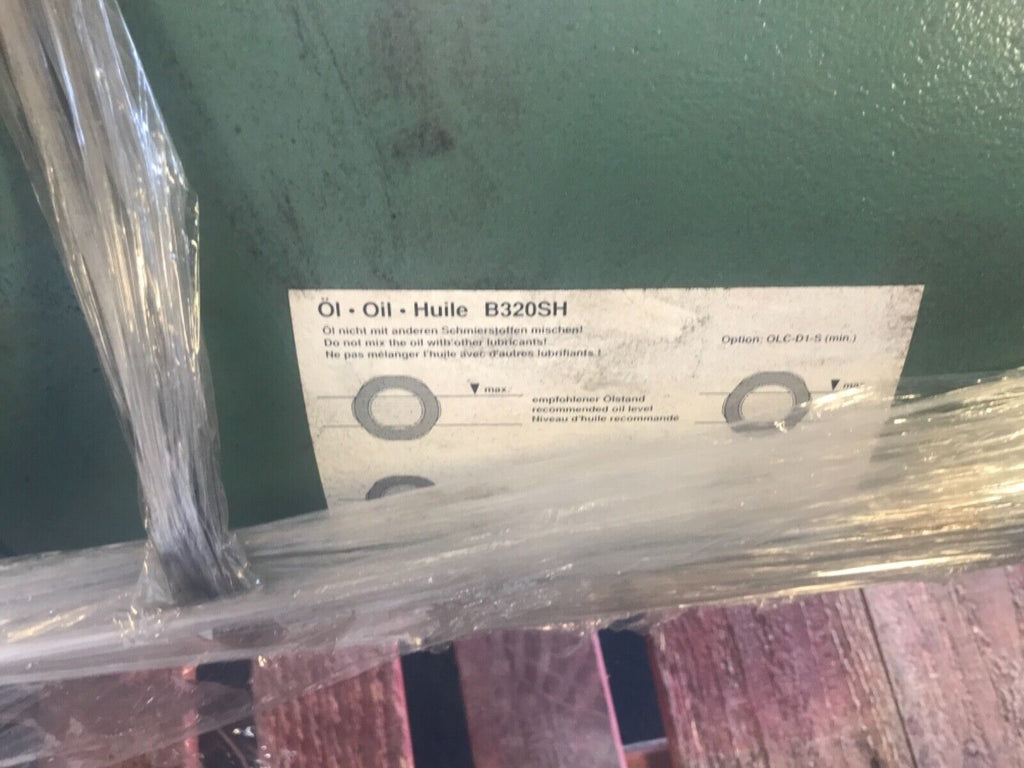 Öl · Oil · Huile B320SH
Öl nicht mit anderen Schmierstoffen mischen!
Do not mix the oil with other lubricants!
Ne pas mélanger l'huile avec d'autres lubrifiants !
Option: OLC-D1-S (min.)
max.
empfohlener Ölstand
recommended oil level
Niveau d'huile recommandé
max